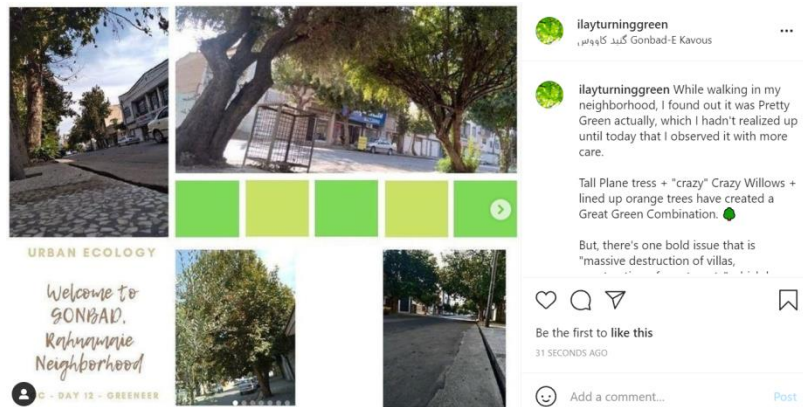 URBAN ECOLOGY
Welcome to
GONBAD,
Rahnamaie
Neighborhood
C - DAY 12 - GREENEER
ilayturninggreen
گنبد کاووس Gonbad-E Kavous
ilayturninggreen While walking in my
neighborhood, I found out it was Pretty
Green actually, which I hadn't realized up
until today that I observed it with more
care.
Tall Plane tress + "crazy" Crazy Willows +
lined up orange trees have created a
Great Green Combination.
But, there's one bold issue that is
"massive destruction of villas,
Be the first to like this
31 SECONDS AGO
Add a comment...
Post